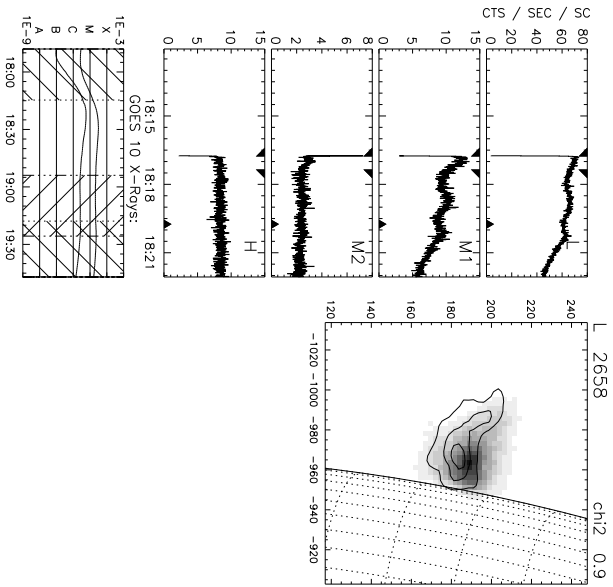 CTS / SEC / SC
0 20 40 60 80
L
0 5 10 15
M1
0 2 4 6 8
M2
0 5 10 15
H
18:15 18:18 18:21
GOES 10 X-Rays:
1E-9 1E-3
A B C M X
18:00 18:30 19:00 19:30
L 2658 chi2 0.9
120 140 160 180 200 220 240
-1020 -1000 -980 -960 -940 -920